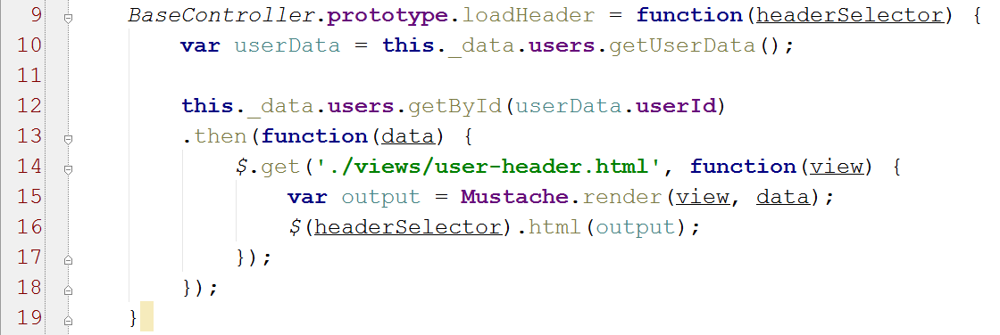 9 BaseController.prototype.loadHeader = function(headerSelector) {
10 var userData = this._data.users.getUserData();
11
12 this._data.users.getById(userData.userId)
13 .then(function(data) {
14 $.get('./views/user-header.html', function(view) {
15 var output = Mustache.render(view, data);
16 $(headerSelector).html(output);
17 });
18 });
19 }